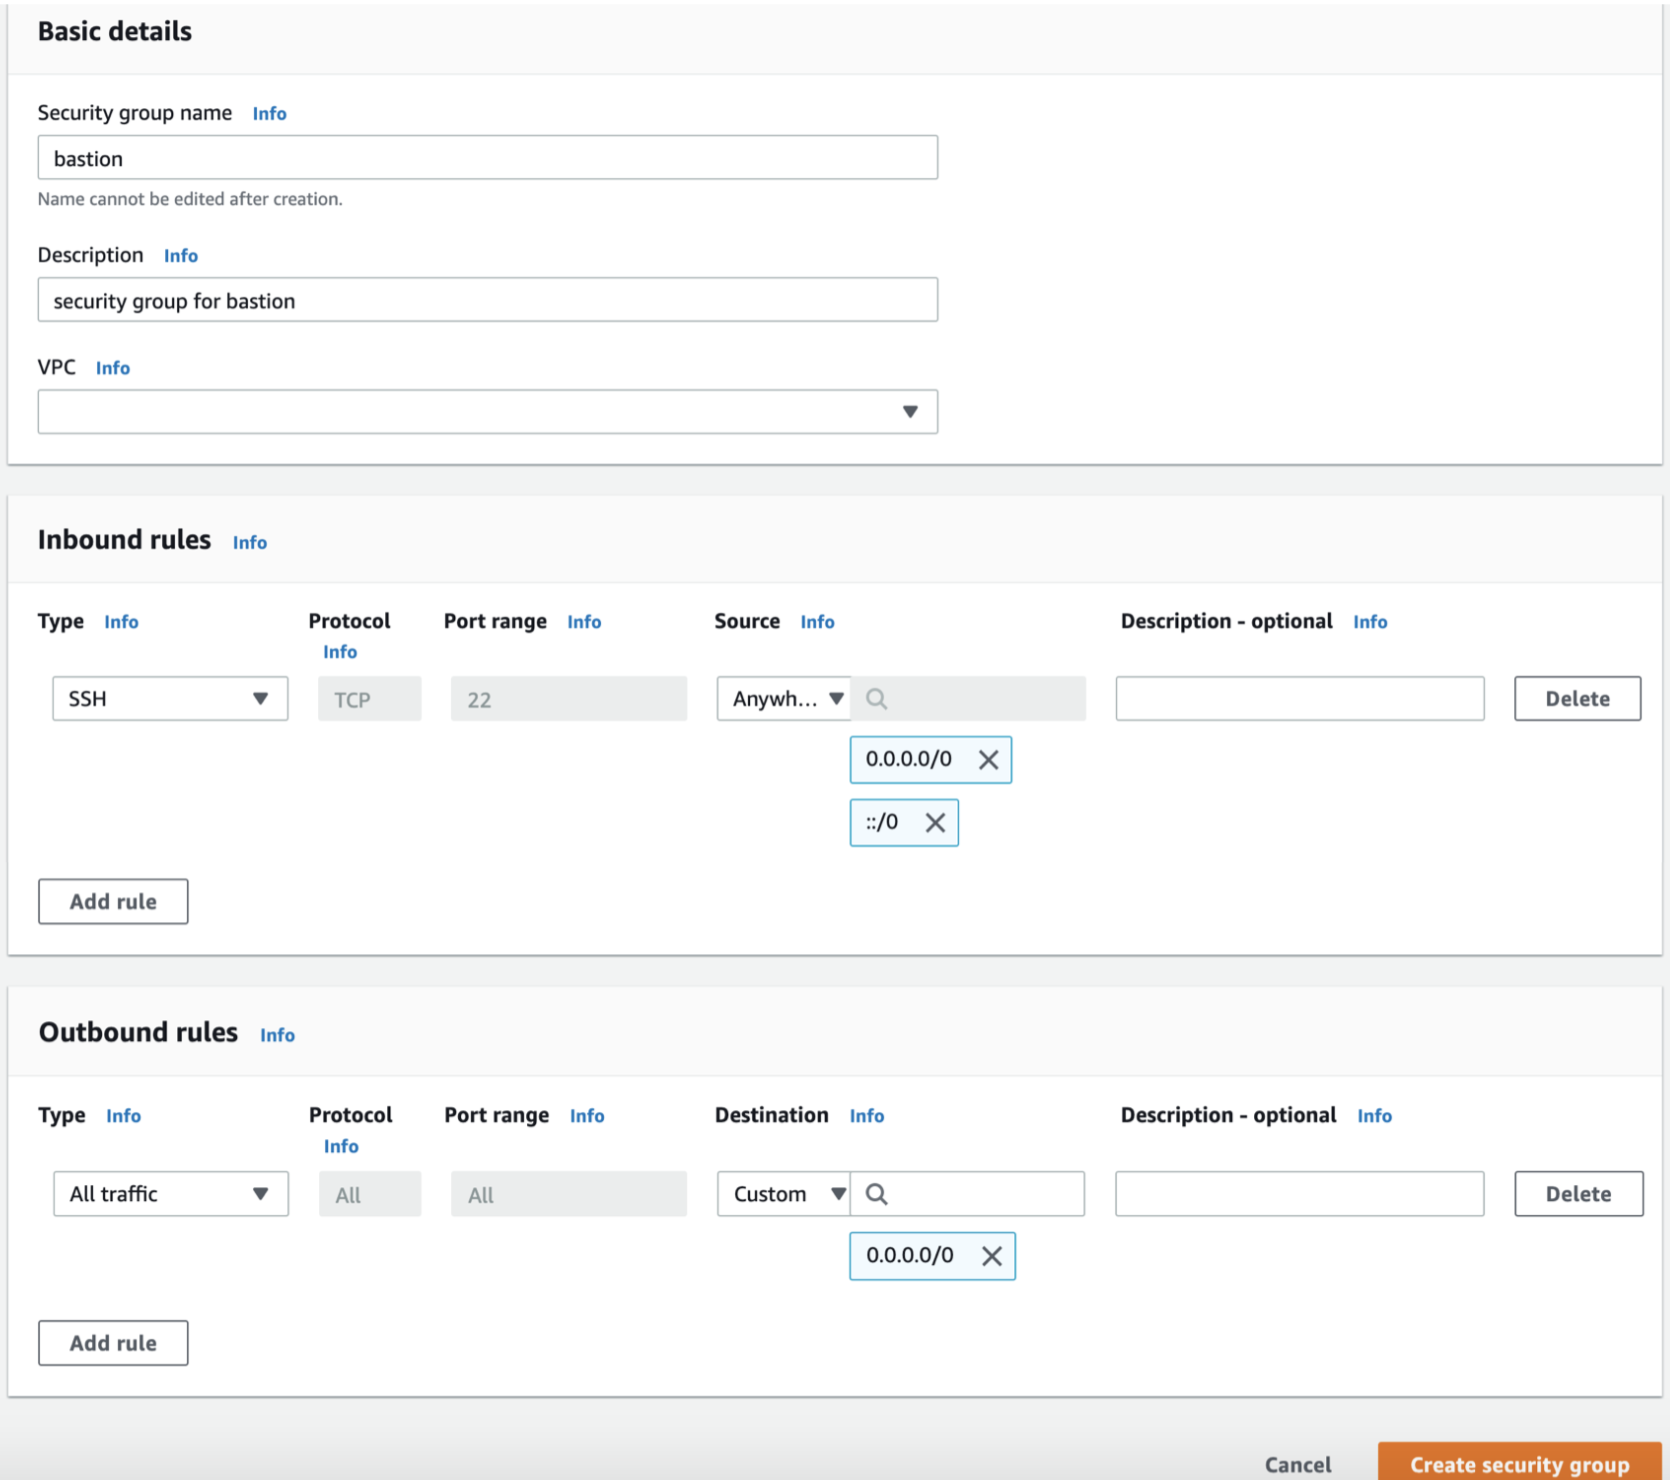 Basic details
Security group name Info
bastion
Name cannot be edited after creation.
Description Info
security group for bastion
VPC Info
Inbound rules Info
Type Info Protocol Info Port range Info Source Info Description - optional Info
SSH TCP 22 Anywh... Delete
0.0.0.0/0
::/0
Add rule
Outbound rules Info
Type Info Protocol Info Port range Info Destination Info Description - optional Info
All traffic All All Custom Delete
0.0.0.0/0
Add rule
Cancel Create security group